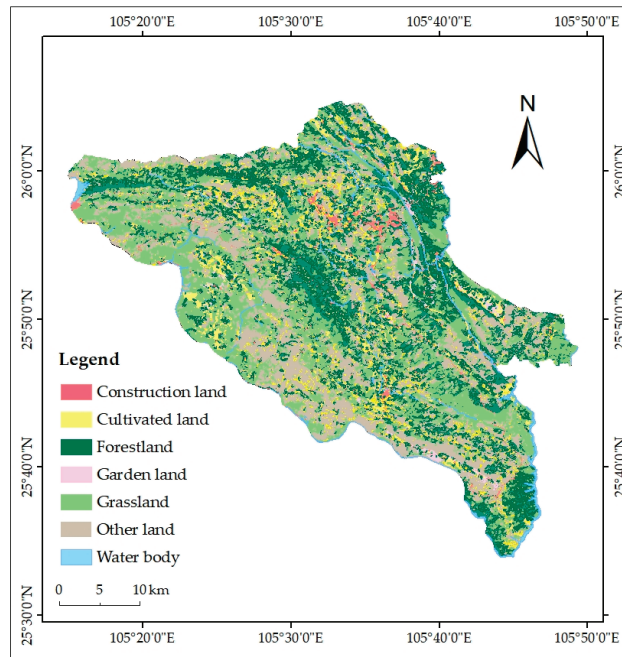 105°20'0"E 105°30'0"E 105°40'0"E 105°50'0"E
N
26°0'0"N 26°0'0"N
25°50'0"N 25°50'0"N
Legend
Construction land
Cultivated land
Forestland
25°40'0"N 25°40'0"N
Garden land
Grassland
Other land
Water body
0 5 10 km
25°30'0"N 25°30'0"N
105°20'0"E 105°30'0"E 105°40'0"E 105°50'0"E